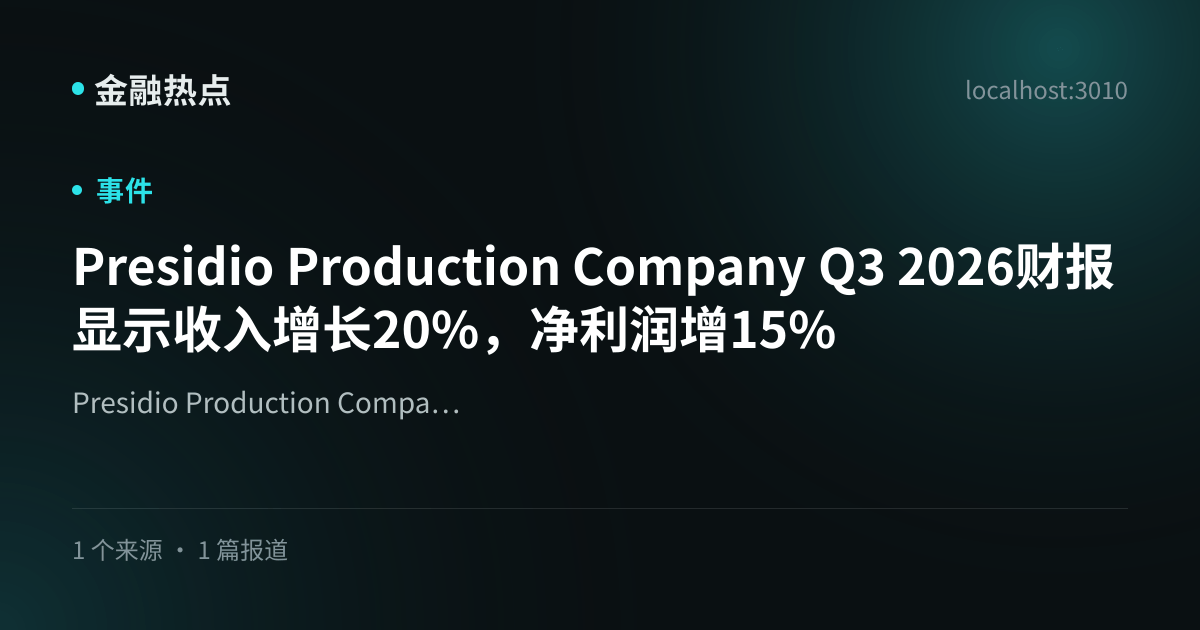 金融热点
localhost:3010
事件
Presidio Production Company Q3 2026财报
显示收入增长20%，净利润增15%
Presidio Production Compa…
1 个来源 · 1 篇报道